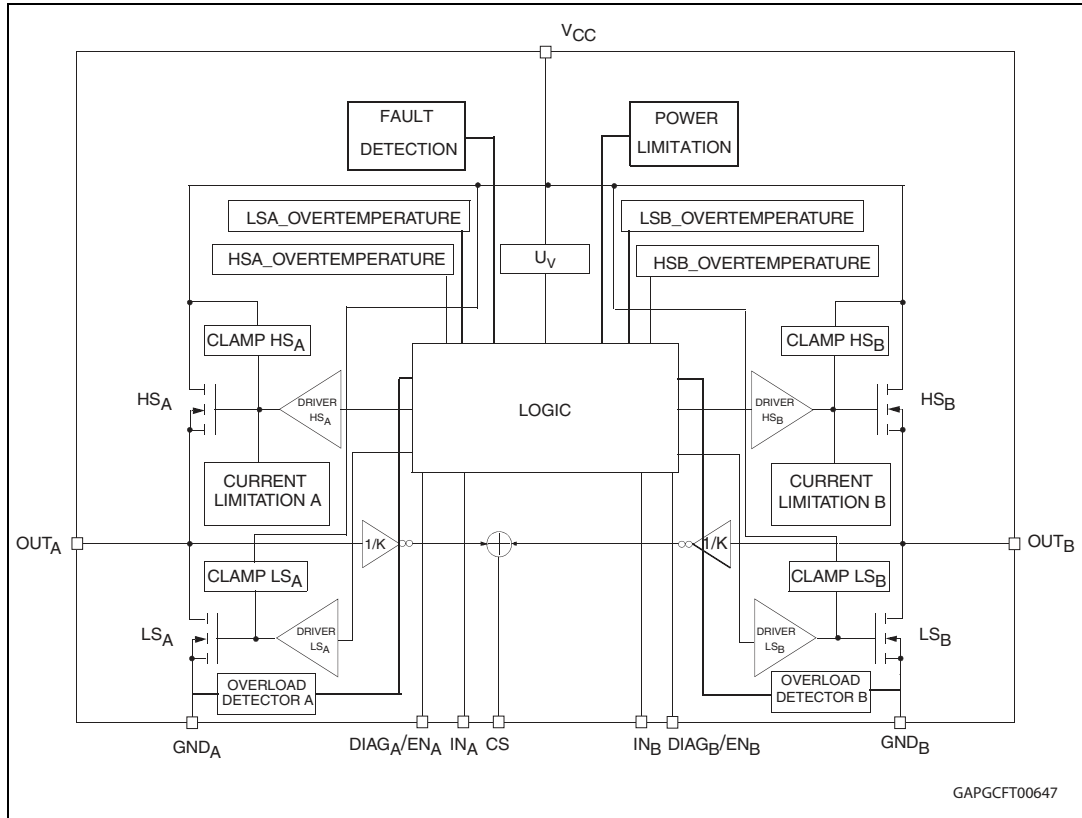 VCC
FAULT
DETECTION
POWER
LIMITATION
LSA_OVERTEMPERATURE
LSB_OVERTEMPERATURE
HSA_OVERTEMPERATURE
UV
HSB_OVERTEMPERATURE
CLAMP HSA
CLAMP HSB
HSA
DRIVER
HSA
LOGIC
DRIVER
HSB
HSB
CURRENT
LIMITATION A
CURRENT
LIMITATION B
OUTA
1/K
1/K
OUTB
CLAMP LSA
CLAMP LSB
LSA
DRIVER
LSA
DRIVER
LSB
LSB
OVERLOAD
DETECTOR A
OVERLOAD
DETECTOR B
GNDA
DIAGA/ENA
INA
CS
INB
DIAGB/ENB
GNDB
GAPGCFT00647